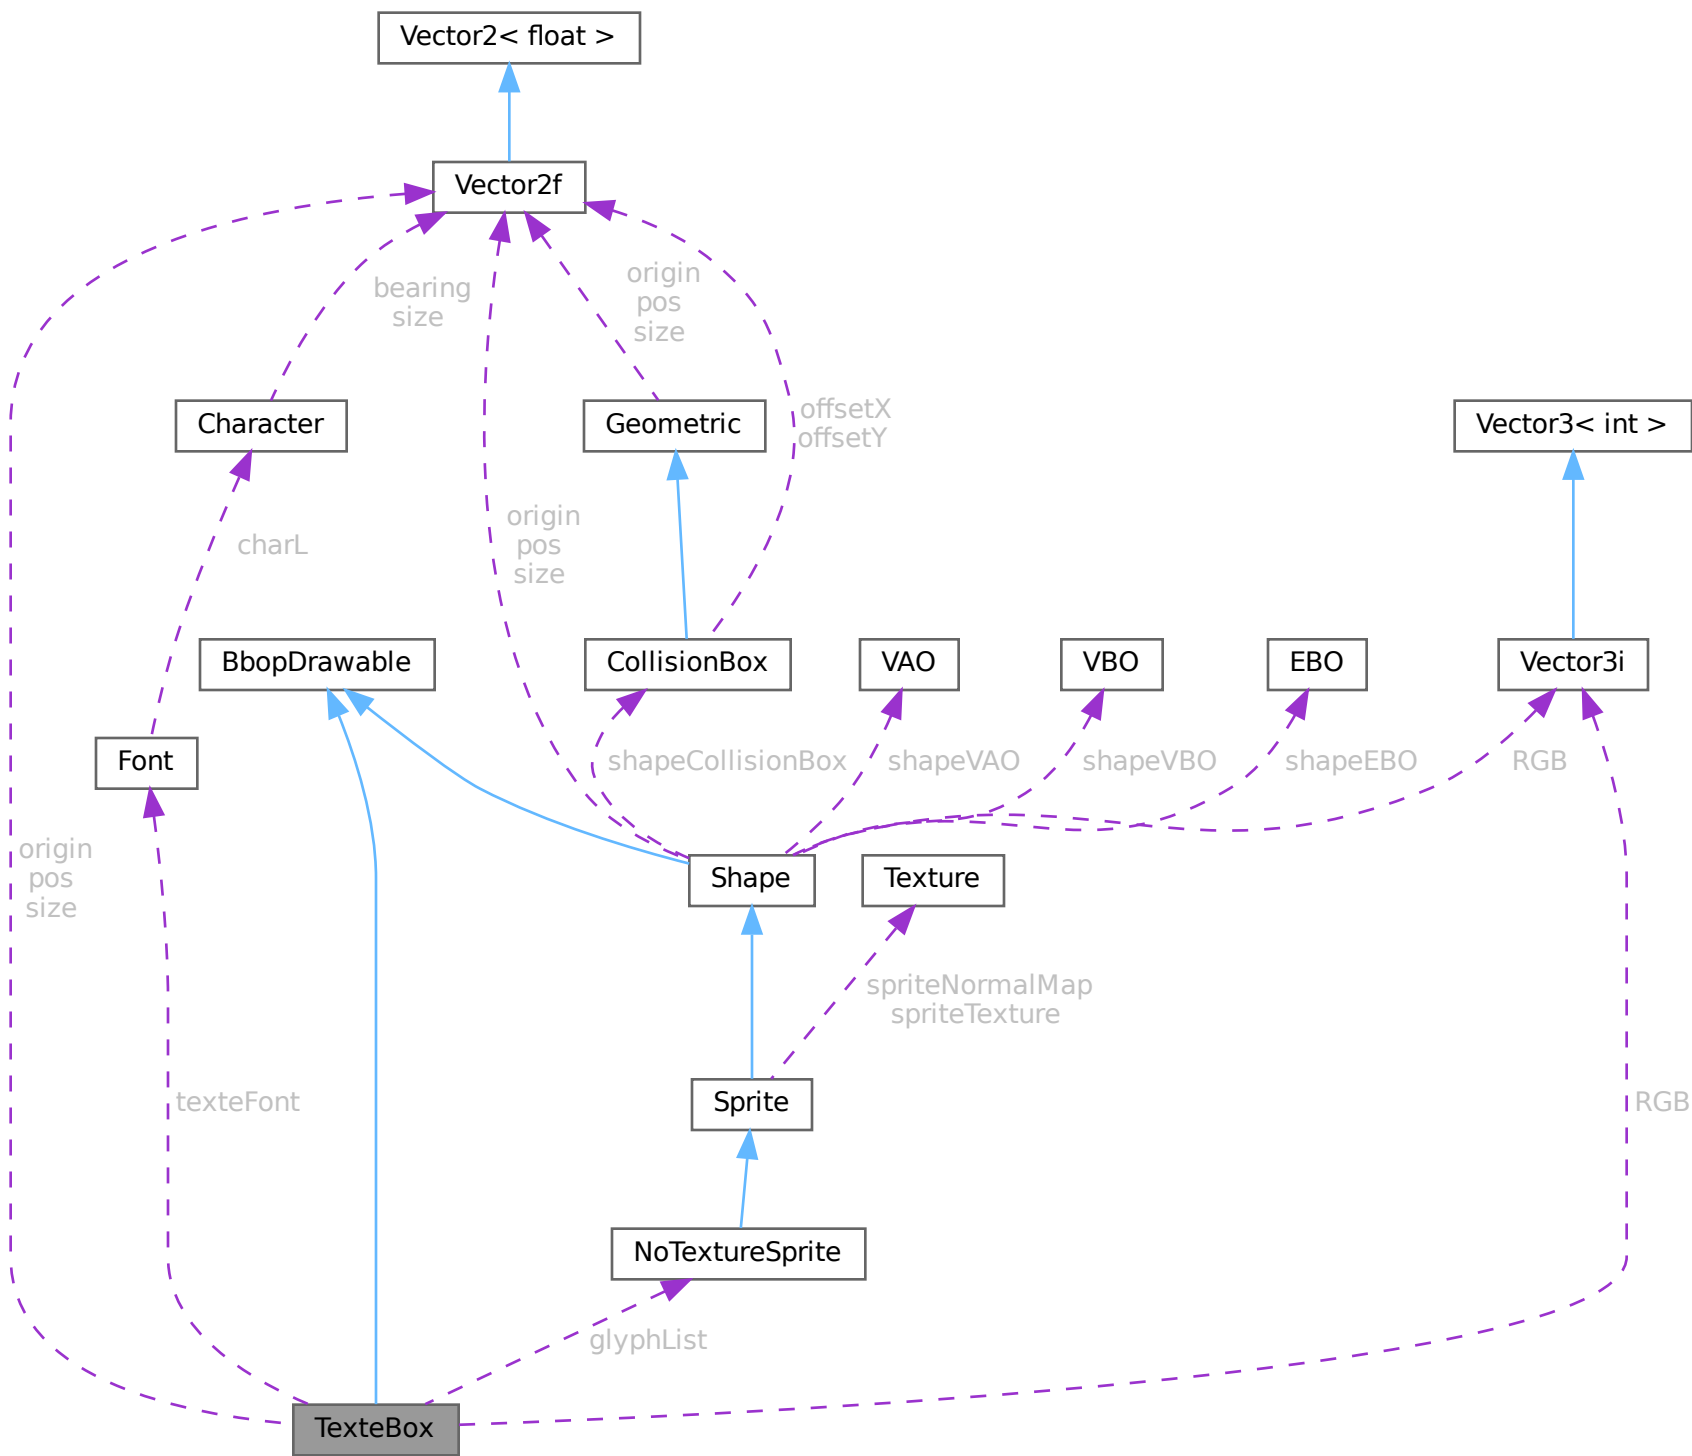 Vector2< float >
Vector2f
bearing
size
origin
pos
size
Character
Geometric
offsetX
offsetY
Vector3< int >
charL
origin
pos
size
BbopDrawable
CollisionBox
VAO
VBO
EBO
Vector3i
Font
shapeCollisionBox
shapeVAO
shapeVBO
shapeEBO
RGB
origin
pos
size
Shape
Texture
spriteNormalMap
spriteTexture
texteFont
Sprite
RGB
NoTextureSprite
glyphList
TexteBox